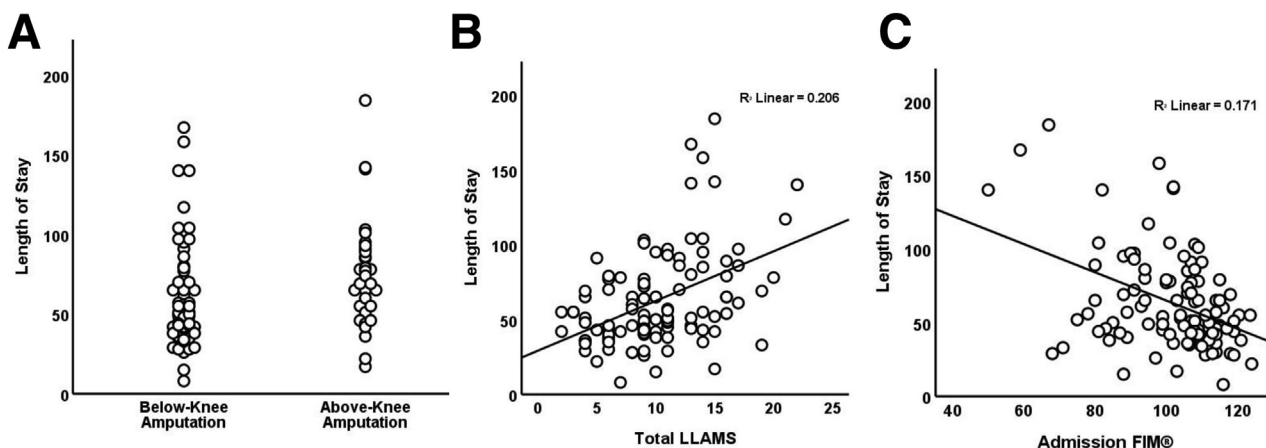 A
200
150
100
50
0
Length of Stay
Below-Knee
Amputation
Above-Knee
Amputation
B
R² Linear = 0.206
200
150
100
50
0
Length of Stay
0 5 10 15 20 25
Total LLAMS
C
R² Linear = 0.171
200
150
100
50
0
Length of Stay
40 60 80 100 120
Admission FIM®